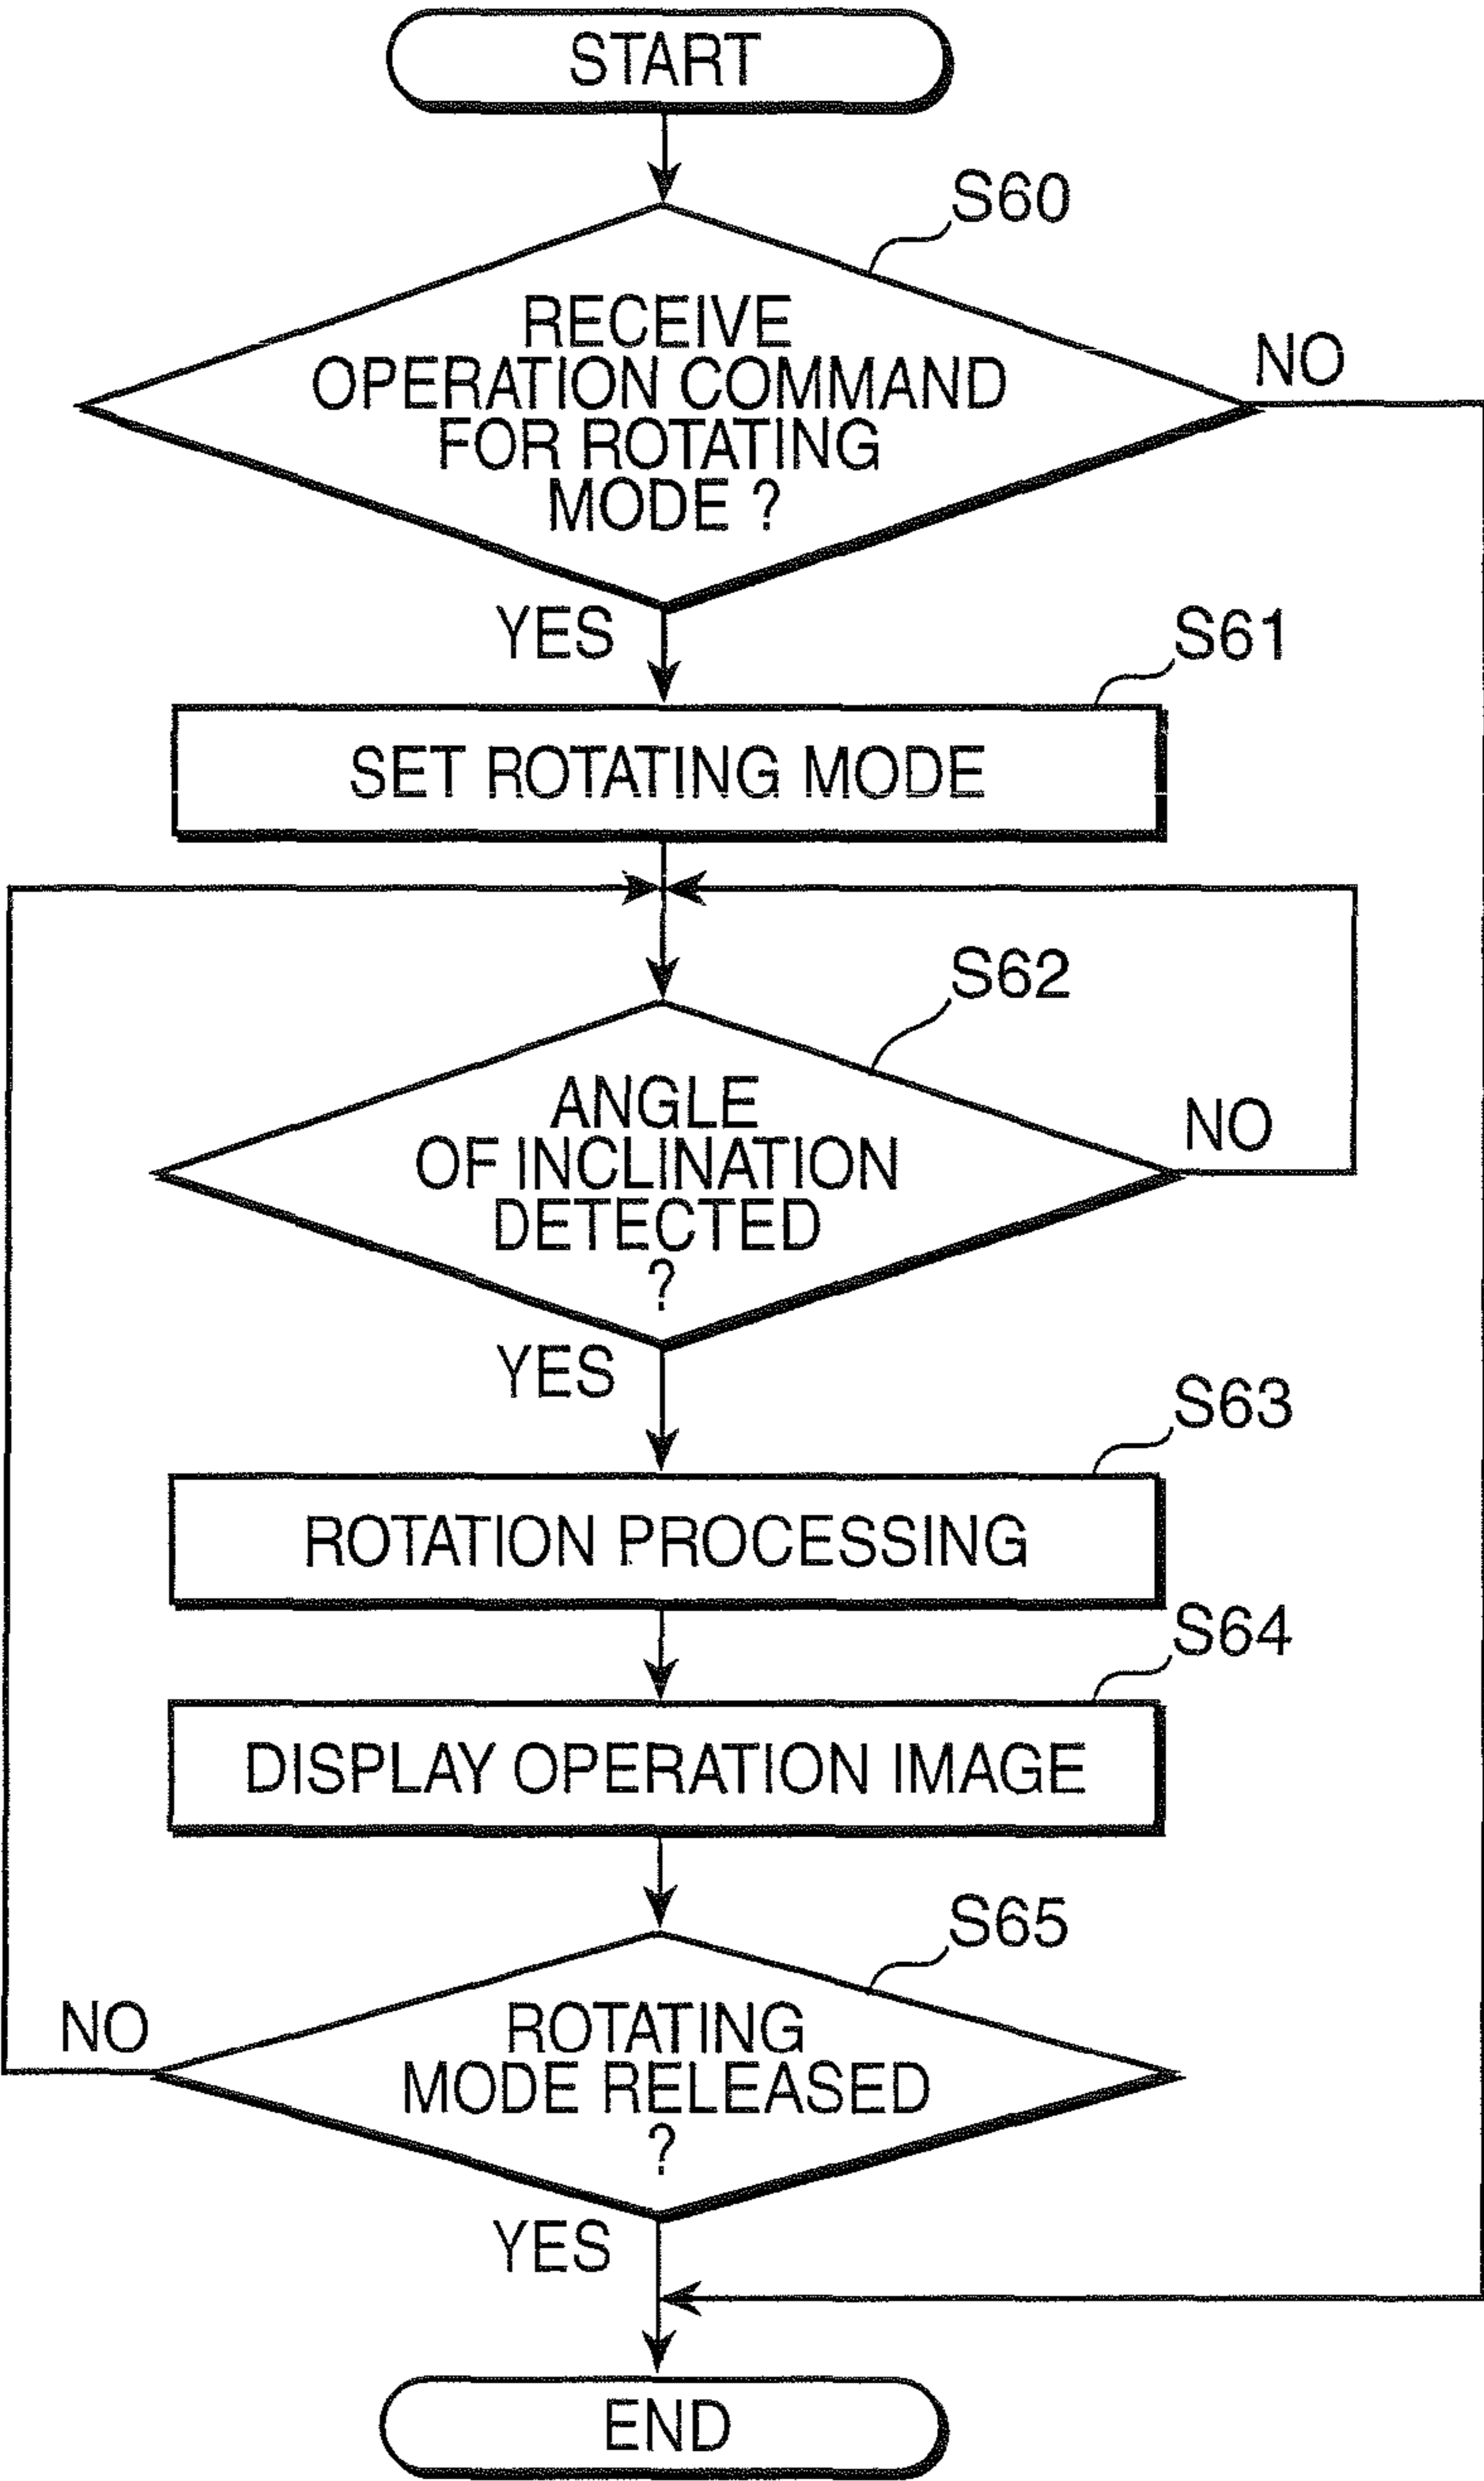 START
S60
RECEIVE
OPERATION COMMAND
FOR ROTATING
MODE ?
NO
YES
S61
SET ROTATING MODE
S62
ANGLE
OF INCLINATION
DETECTED
?
NO
YES
S63
ROTATION PROCESSING
S64
DISPLAY OPERATION IMAGE
S65
ROTATING
MODE RELEASED
?
NO
YES
END